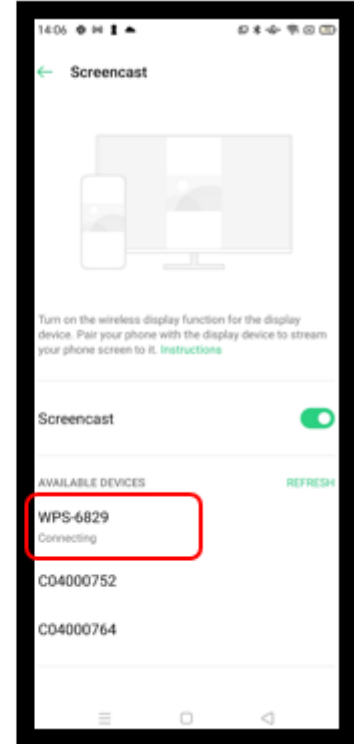 14:06
Screencast
Turn on the wireless display function for the display
device. Pair your phone with the display device to stream
your phone screen to it. Instructions
Screencast
AVAILABLE DEVICES REFRESH
WPS-6829
Connecting
C04000752
C04000764